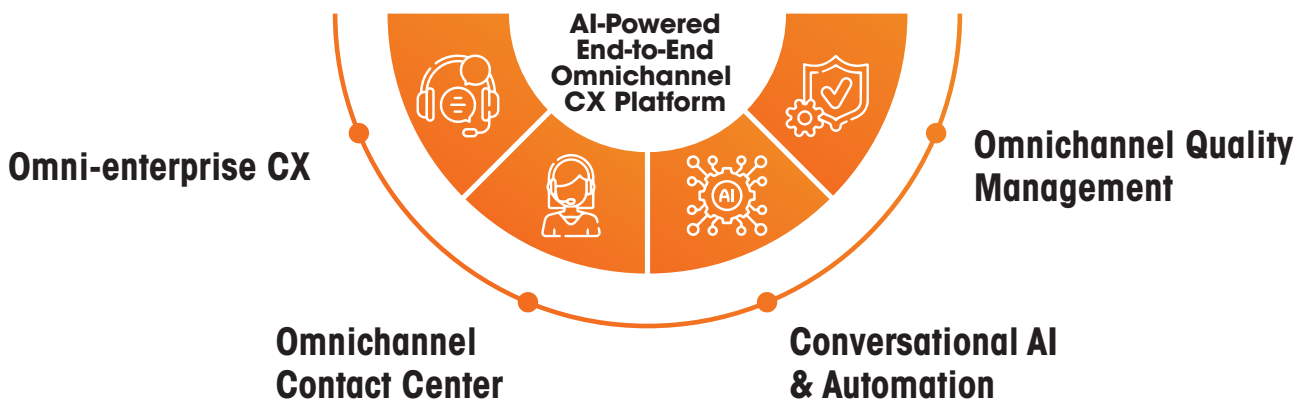 AI-Powered
End-to-End
Omnichannel
CX Platform
Omni-enterprise CX
Omnichannel
Contact Center
AI
Conversational AI
& Automation
Omnichannel Quality
Management